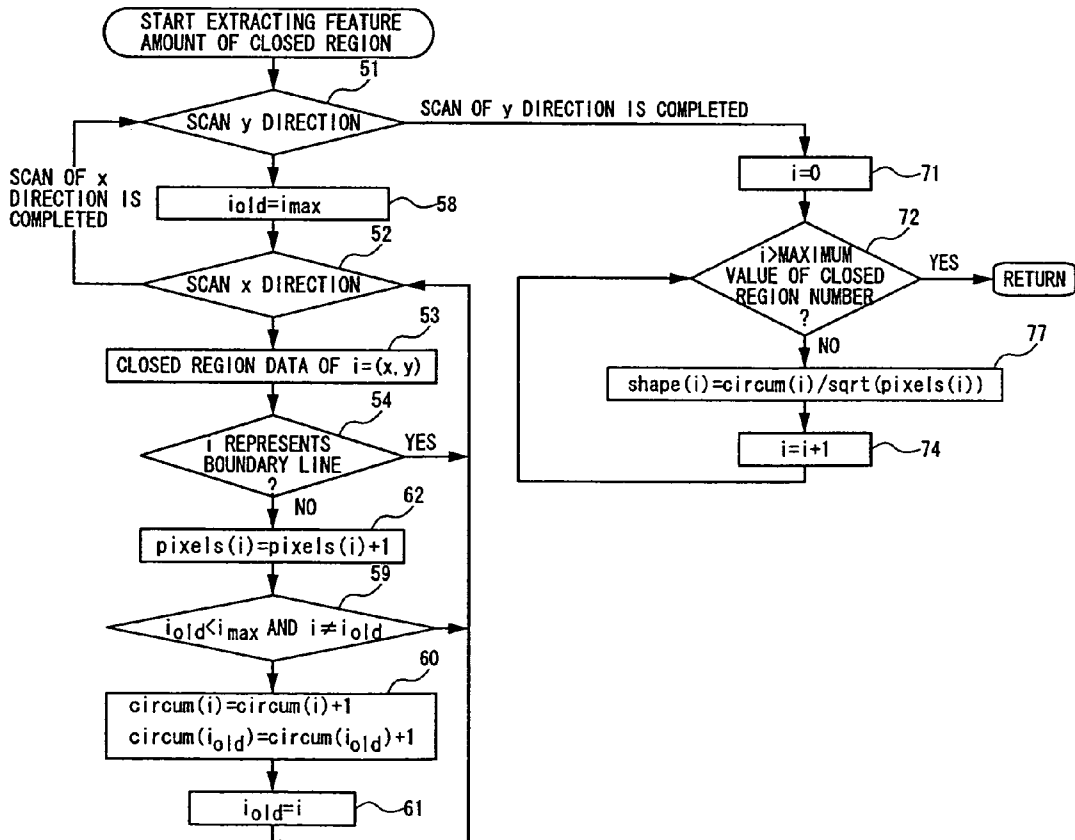 START EXTRACTING FEATURE
AMOUNT OF CLOSED REGION
51
SCAN y DIRECTION
SCAN OF y DIRECTION IS COMPLETED
SCAN OF x
DIRECTION IS
COMPLETED
iold=imax
58
52
SCAN x DIRECTION
53
CLOSED REGION DATA OF i=(x, y)
54
i REPRESENTS
BOUNDARY LINE
?
YES
NO
62
pixels(i)=pixels(i)+1
59
iold<imax AND i≠iold
60
circum(i)=circum(i)+1
circum(iold)=circum(iold)+1
iold=i
61
i=0
71
72
i>MAXIMUM
VALUE OF CLOSED
REGION NUMBER
?
YES
RETURN
NO
77
shape(i)=circum(i)/sqrt(pixels(i))
i=i+1
74